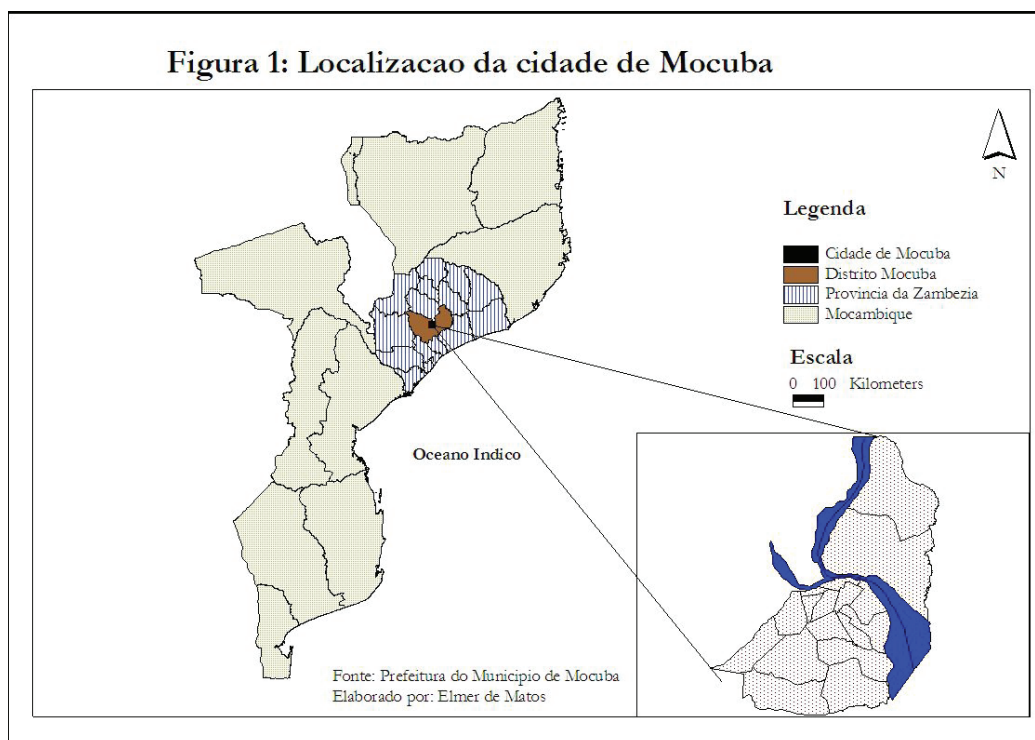 Figura 1: Localizacao da cidade de Mocuba
N
Legenda
Cidade de Mocuba
Distrito Mocuba
Provincia da Zambezia
Mocambique
Escala
0 100 Kilometers
Oceano Indico
Fonte: Prefeitura do Municipio de Mocuba
Elaborado por: Elmer de Matos